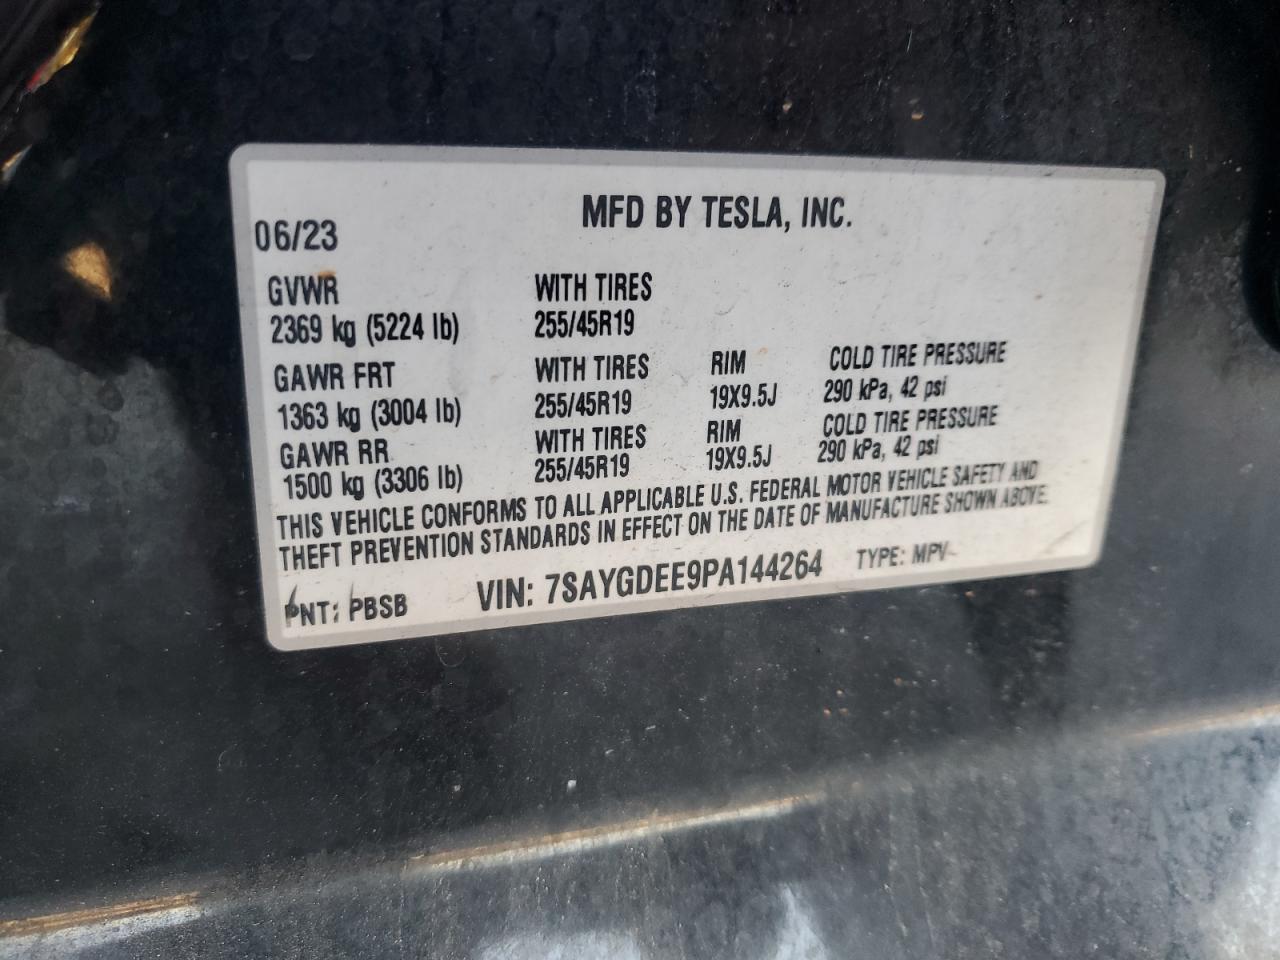 MFD BY TESLA, INC.
06/23
GVWR WITH TIRES
2369 kg (5224 lb) 255/45R19
GAWR FRT WITH TIRES RIM COLD TIRE PRESSURE
1363 kg (3004 lb) 255/45R19 19X9.5J 290 kPa, 42 psi
GAWR RR WITH TIRES RIM COLD TIRE PRESSURE
1500 kg (3306 lb) 255/45R19 19X9.5J 290 kPa, 42 psi
THIS VEHICLE CONFORMS TO ALL APPLICABLE U.S. FEDERAL MOTOR VEHICLE SAFETY AND
THEFT PREVENTION STANDARDS IN EFFECT ON THE DATE OF MANUFACTURE SHOWN ABOVE.
PNT: PBSB VIN: 7SAYGDEE9PA144264 TYPE: MPV